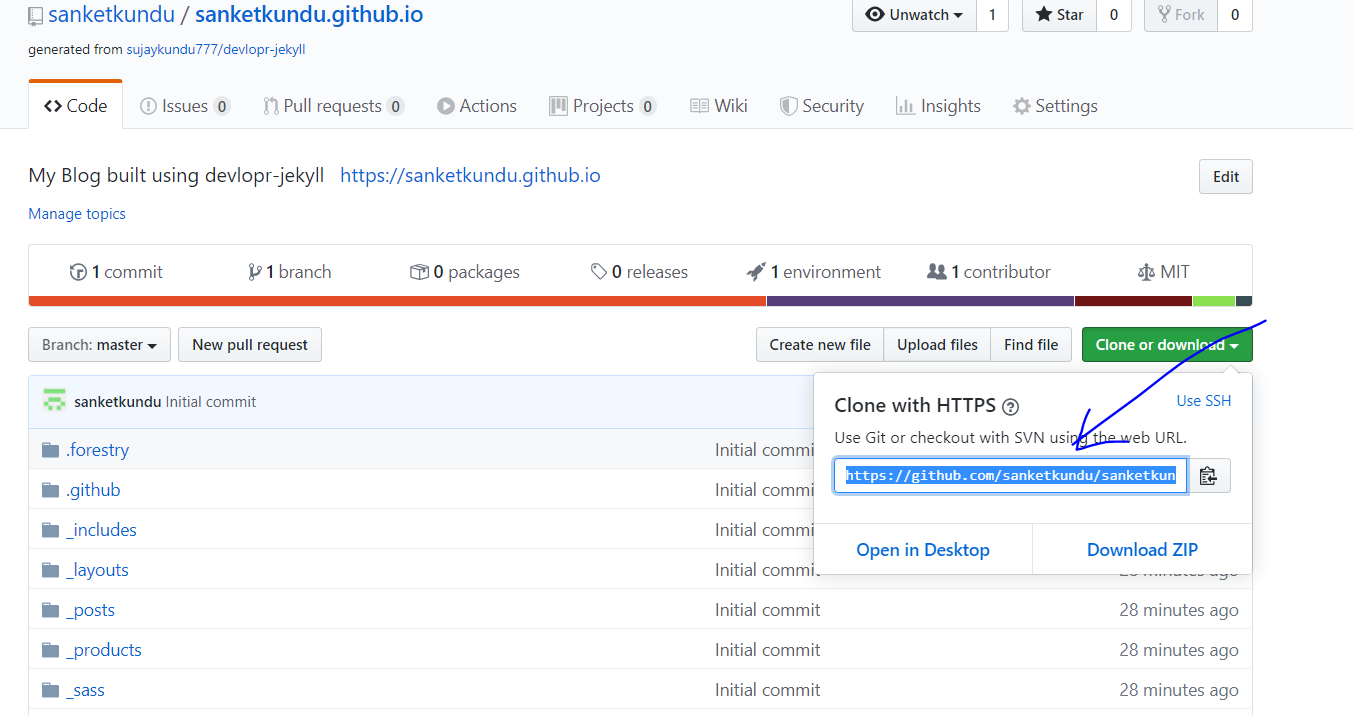 sanketkundu / sanketkundu.github.io
Unwatch 1 Star 0 Fork 0
generated from sujaykundu777/devlopr-jekyll
Code Issues 0 Pull requests 0 Actions Projects 0 Wiki Security Insights Settings
My Blog built using devlopr-jekyll https://sanketkundu.github.io
Edit
Manage topics
1 commit 1 branch 0 packages 0 releases 1 environment 1 contributor MIT
Branch: master New pull request Create new file Upload files Find file Clone or download
sanketkundu Initial commit
Clone with HTTPS ? Use SSH
Use Git or checkout with SVN using the web URL.
https://github.com/sanketkundu/sanketkun
Open in Desktop Download ZIP
.forestry Initial commi
.github Initial commi
_includes Initial commi
_layouts Initial commit 28 minutes ago
_posts Initial commit 28 minutes ago
_products Initial commit 28 minutes ago
_sass Initial commit 28 minutes ago